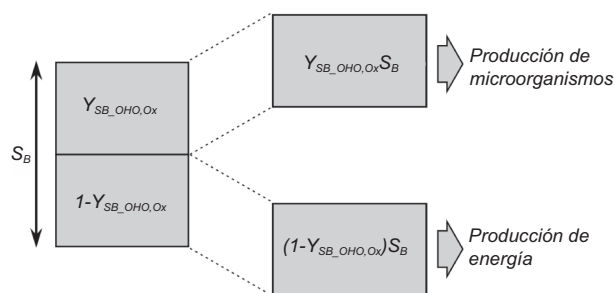 S_B
Y_SB_OHO,Ox
1-Y_SB_OHO,Ox
Y_SB_OHO,Ox S_B
Producción de
microorganismos
(1-Y_SB_OHO,Ox)S_B
Producción de
energía